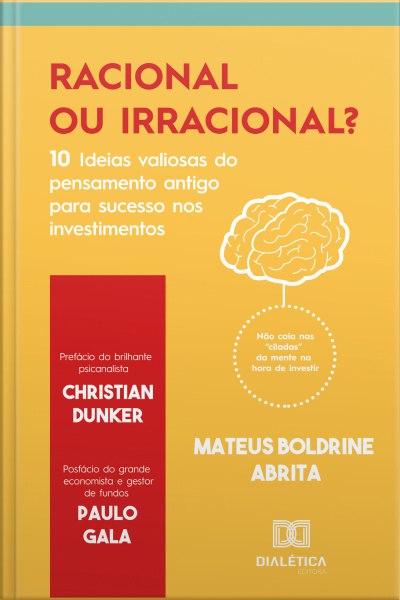 RACIONAL
OU IRRACIONAL?
10 Ideias valiosas do
pensamento antigo
para sucesso nos
investimentos
Não caia nas
"ciladas"
da mente na
hora de investir
Prefácio do brilhante
psicanalista
CHRISTIAN
DUNKER
MATEUS BOLDRINE
ABRITA
Posfácio do grande
economista e gestor
de fundos
PAULO
GALA
DIALÉTICA
EDITORA